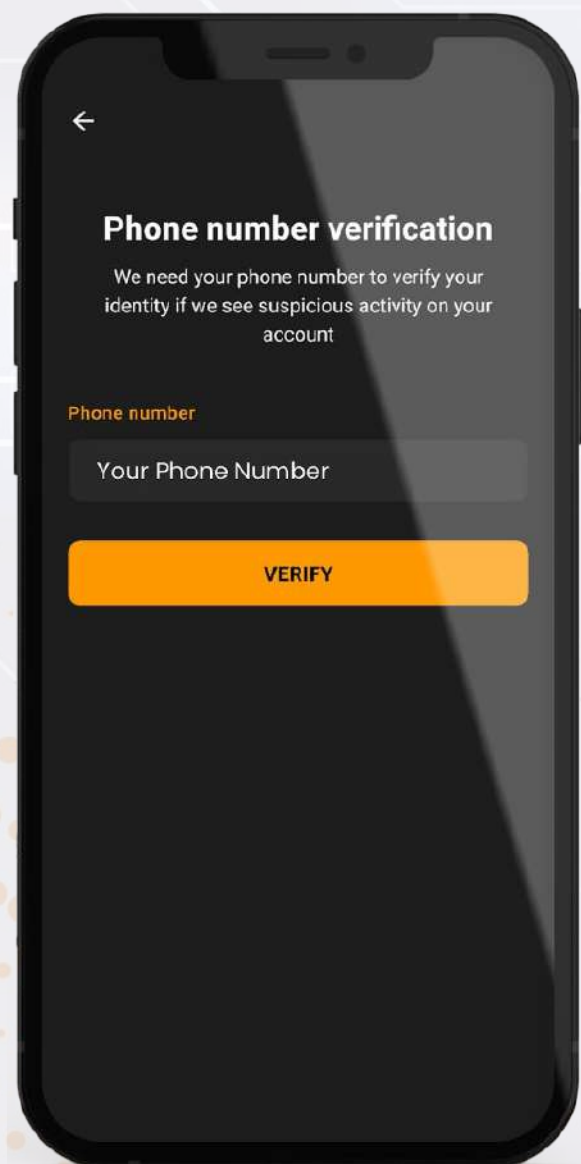 Phone number verification
We need your phone number to verify your
identity if we see suspicious activity on your
account
Phone number
Your Phone Number
VERIFY